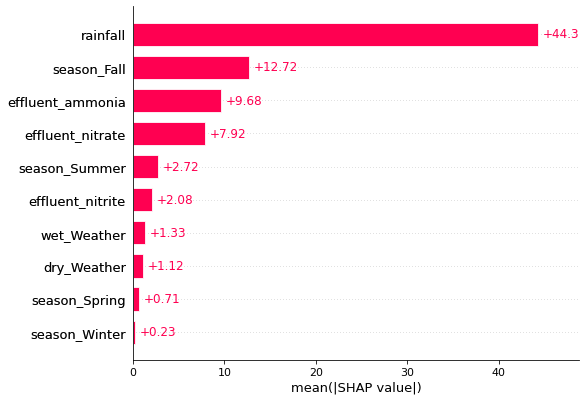 rainfall +44.3
season_Fall +12.72
effluent_ammonia +9.68
effluent_nitrate +7.92
season_Summer +2.72
effluent_nitrite +2.08
wet_Weather +1.33
dry_Weather +1.12
season_Spring +0.71
season_Winter +0.23
0 10 20 30 40
mean(|SHAP value|)